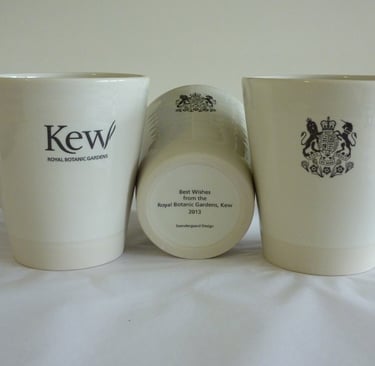 Kew
ROYAL BOTANIC GARDENS
Best Wishes
from the
Royal Botanic Gardens, Kew
2013